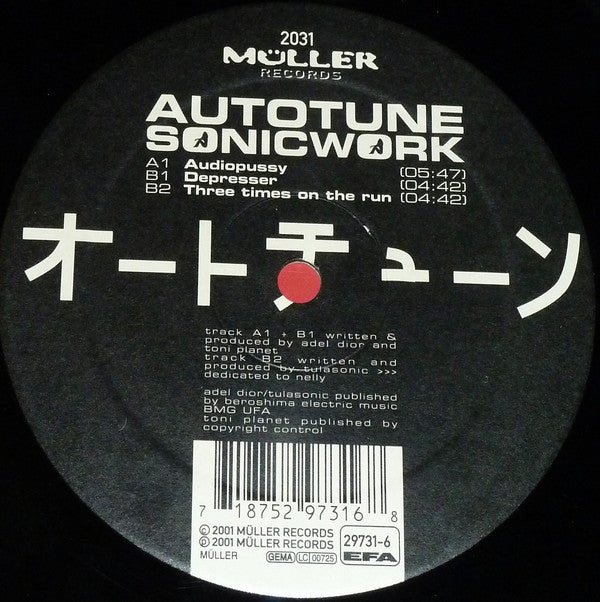 2031
MÜLLER
RECORDS
AUTOTUNE
SONICWORK
A1 Audiopussy (05:47)
B1 Depresser (04:42)
B2 Three times on the run (04:42)
オートチューン
track A1 + B1 written &
produced by adel dior and
toni planet
track B2 written and
produced by tulasonic >>>
dedicated to nelly
adel dior/tulasonic published
by beroshima electric music
BMG UFA
toni planet published by
copyright control
7 18752 97316 8
© 2001 MÜLLER RECORDS
℗ 2001 MÜLLER RECORDS
MÜLLER GEMA LC 00725
29731-6
EFA